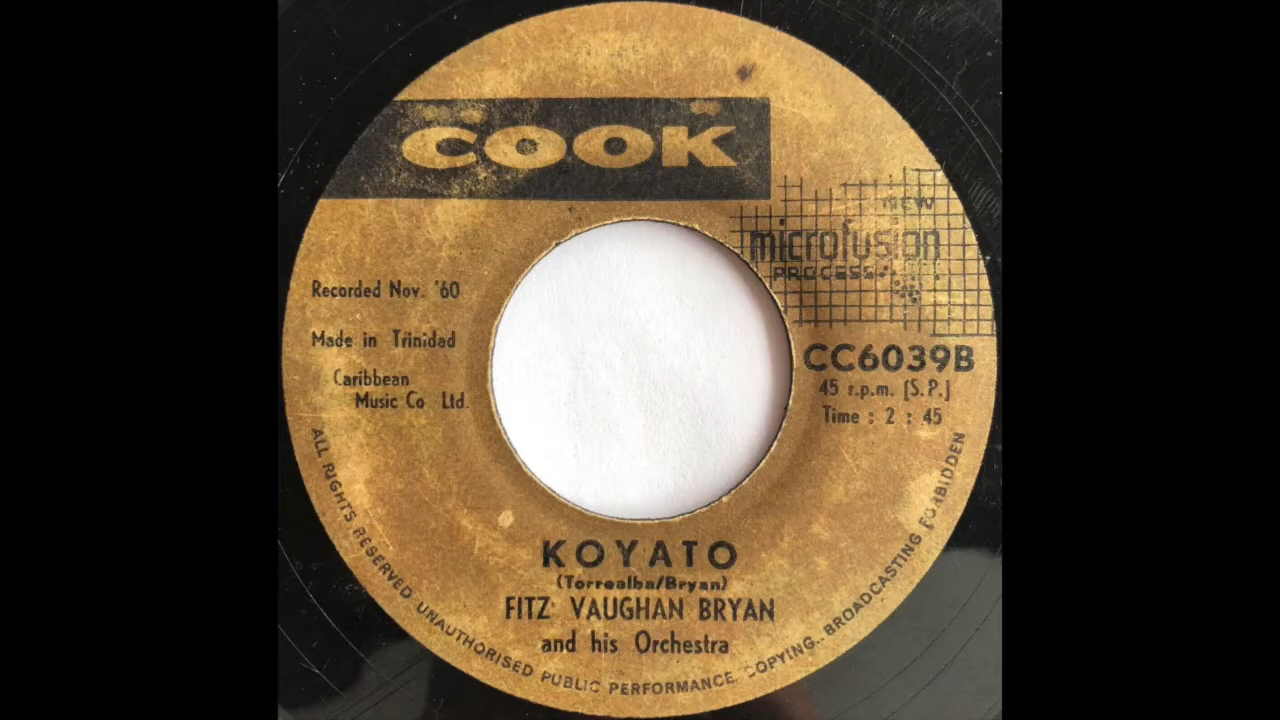 COOK
NEW
microfusion
PROCESS
Recorded Nov. '60
Made in Trinidad
Caribbean
Music Co Ltd.
CC6039B
45 r.p.m. [S.P.]
Time : 2 : 45
KOYATO
(Torrealba/Bryan)
FITZ VAUGHAN BRYAN
and his Orchestra
ALL RIGHTS RESERVED UNAUTHORISED PUBLIC PERFORMANCE. COPYING.. BROADCASTING FORBIDDEN